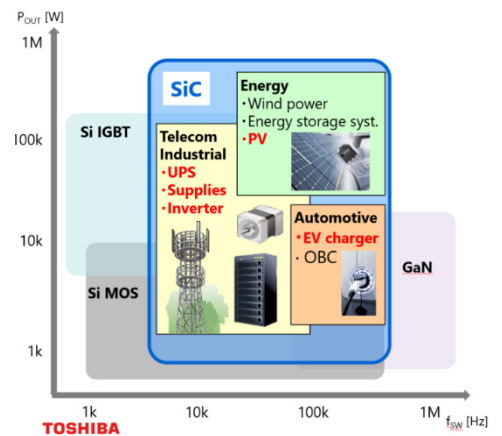 POUT [W]
1M
SiC
Energy
・Wind power
・Energy storage syst.
・PV
Si IGBT
100k
Telecom
Industrial
・UPS
・Supplies
・Inverter
Automotive
・EV charger
・OBC
10k
GaN
Si MOS
1k
1k
10k
100k
1M
fSW [Hz]
TOSHIBA